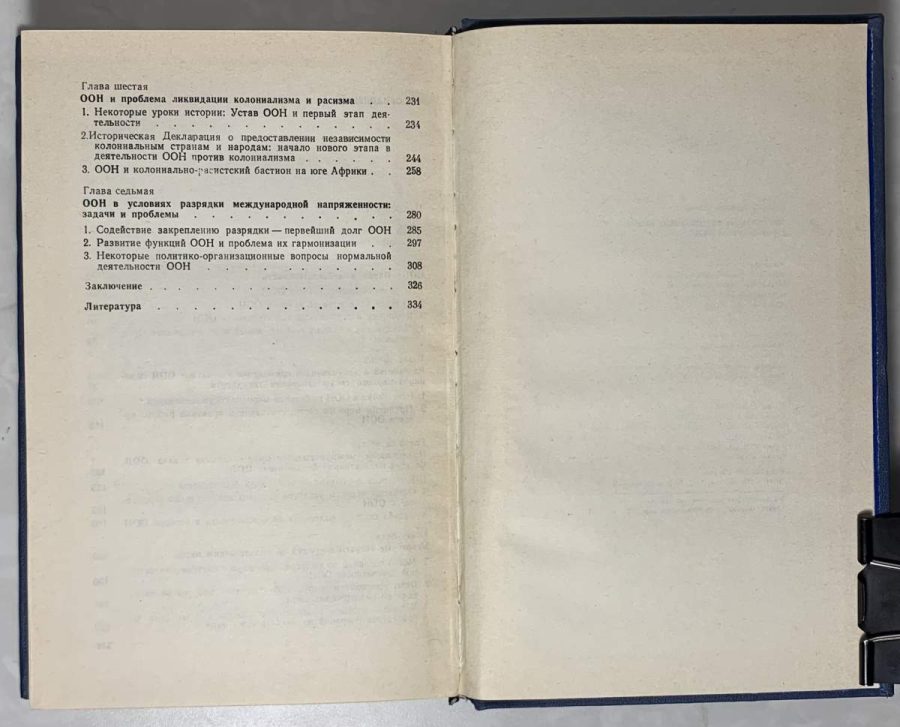 Глава шестая
ООН и проблема ликвидации колониализма и расизма . . 231
1. Некоторые уроки истории: Устав ООН и первый этап дея-
тельности . . . . . . . . . . . . . . 234
2.Историческая Декларация о предоставлении независимости
колониальным странам и народам: начало нового этапа в
деятельности ООН против колониализма . . . . . . 244
3. ООН и колониально-расистский бастион на юге Африки . . 258
Глава седьмая
ООН в условиях разрядки международной напряженности:
задачи и проблемы . . . . . . . . . . . 280
1. Содействие закреплению разрядки — первейший долг ООН 285
2. Развитие функций ООН и проблема их гармонизации . . 297
3. Некоторые политико-организационные вопросы нормальной
деятельности ООН . . . . . . . . . . . 308
Заключение . . . . . . . . . . . . . . 326
Литература . . . . . . . . . . . . . 334